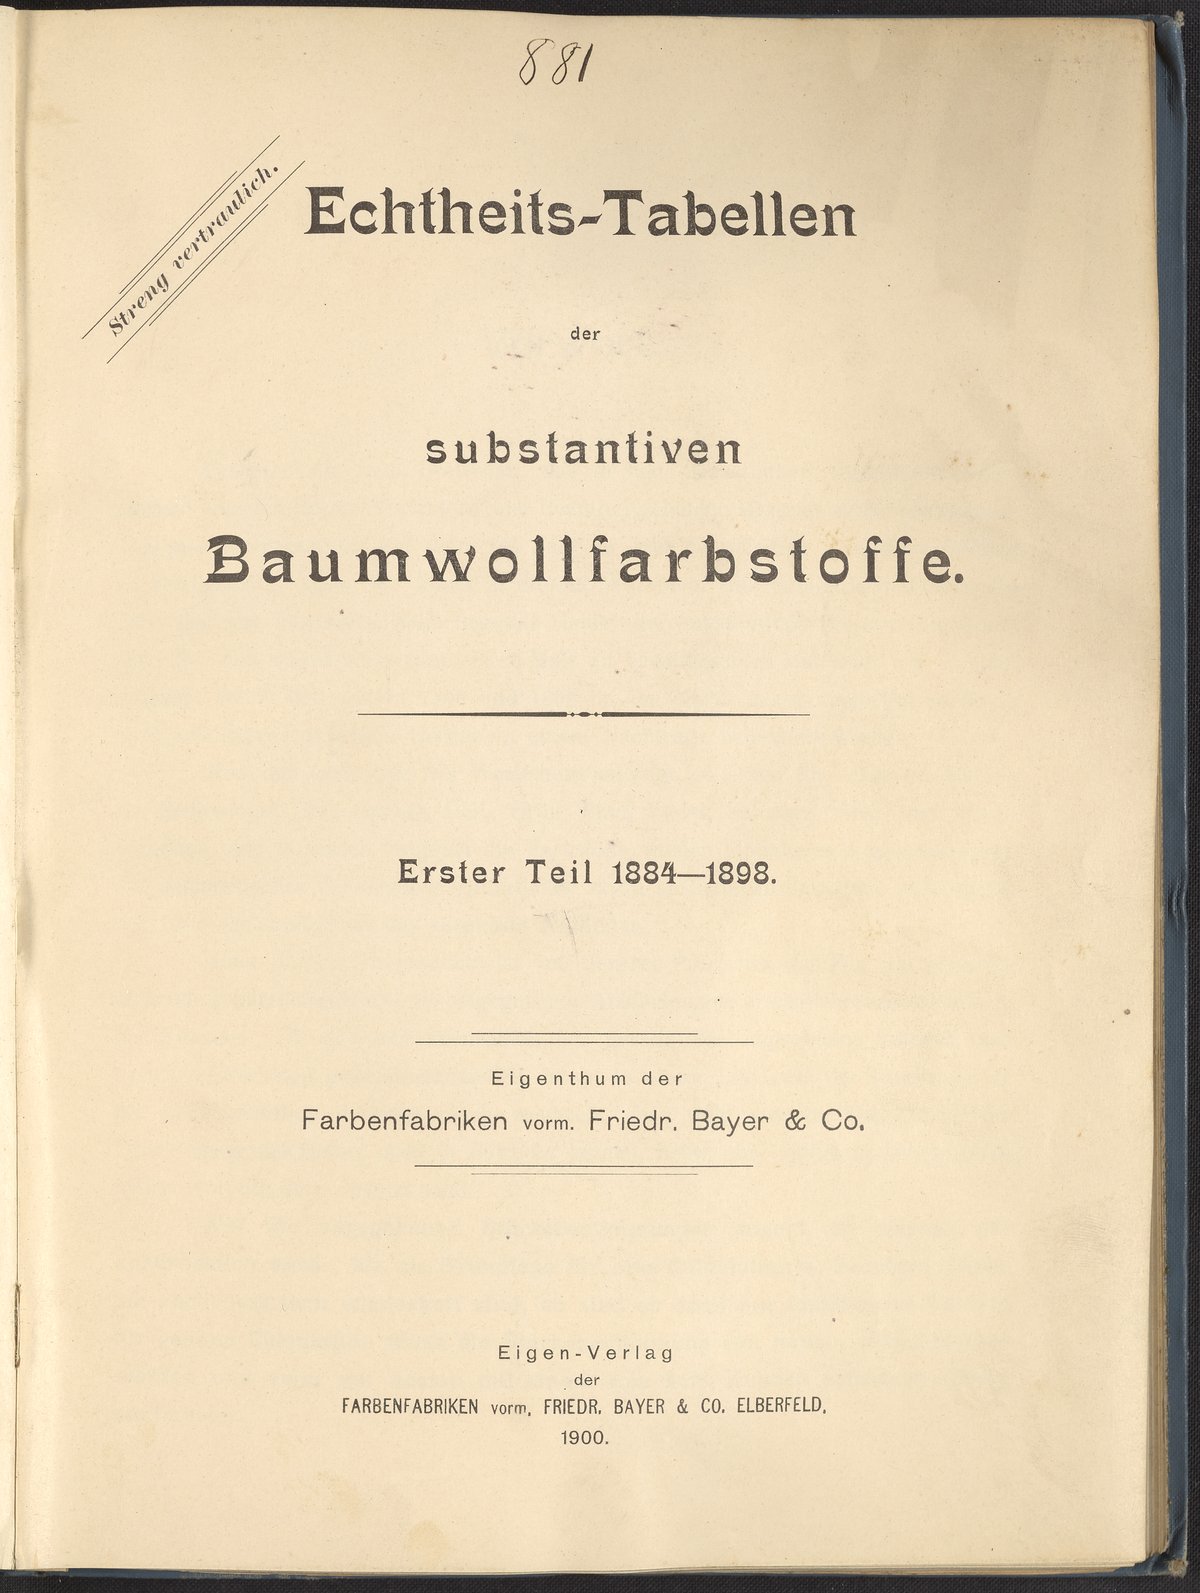 881
Streng vertraulich.
Echtheits-Tabellen
der
substantiven
Baumwollfarbstoffe.
Erster Teil 1884—1898.
Eigenthum der
Farbenfabriken vorm. Friedr. Bayer & Co.
Eigen-Verlag
der
FARBENFABRIKEN vorm. FRIEDR. BAYER & CO. ELBERFELD.
1900.